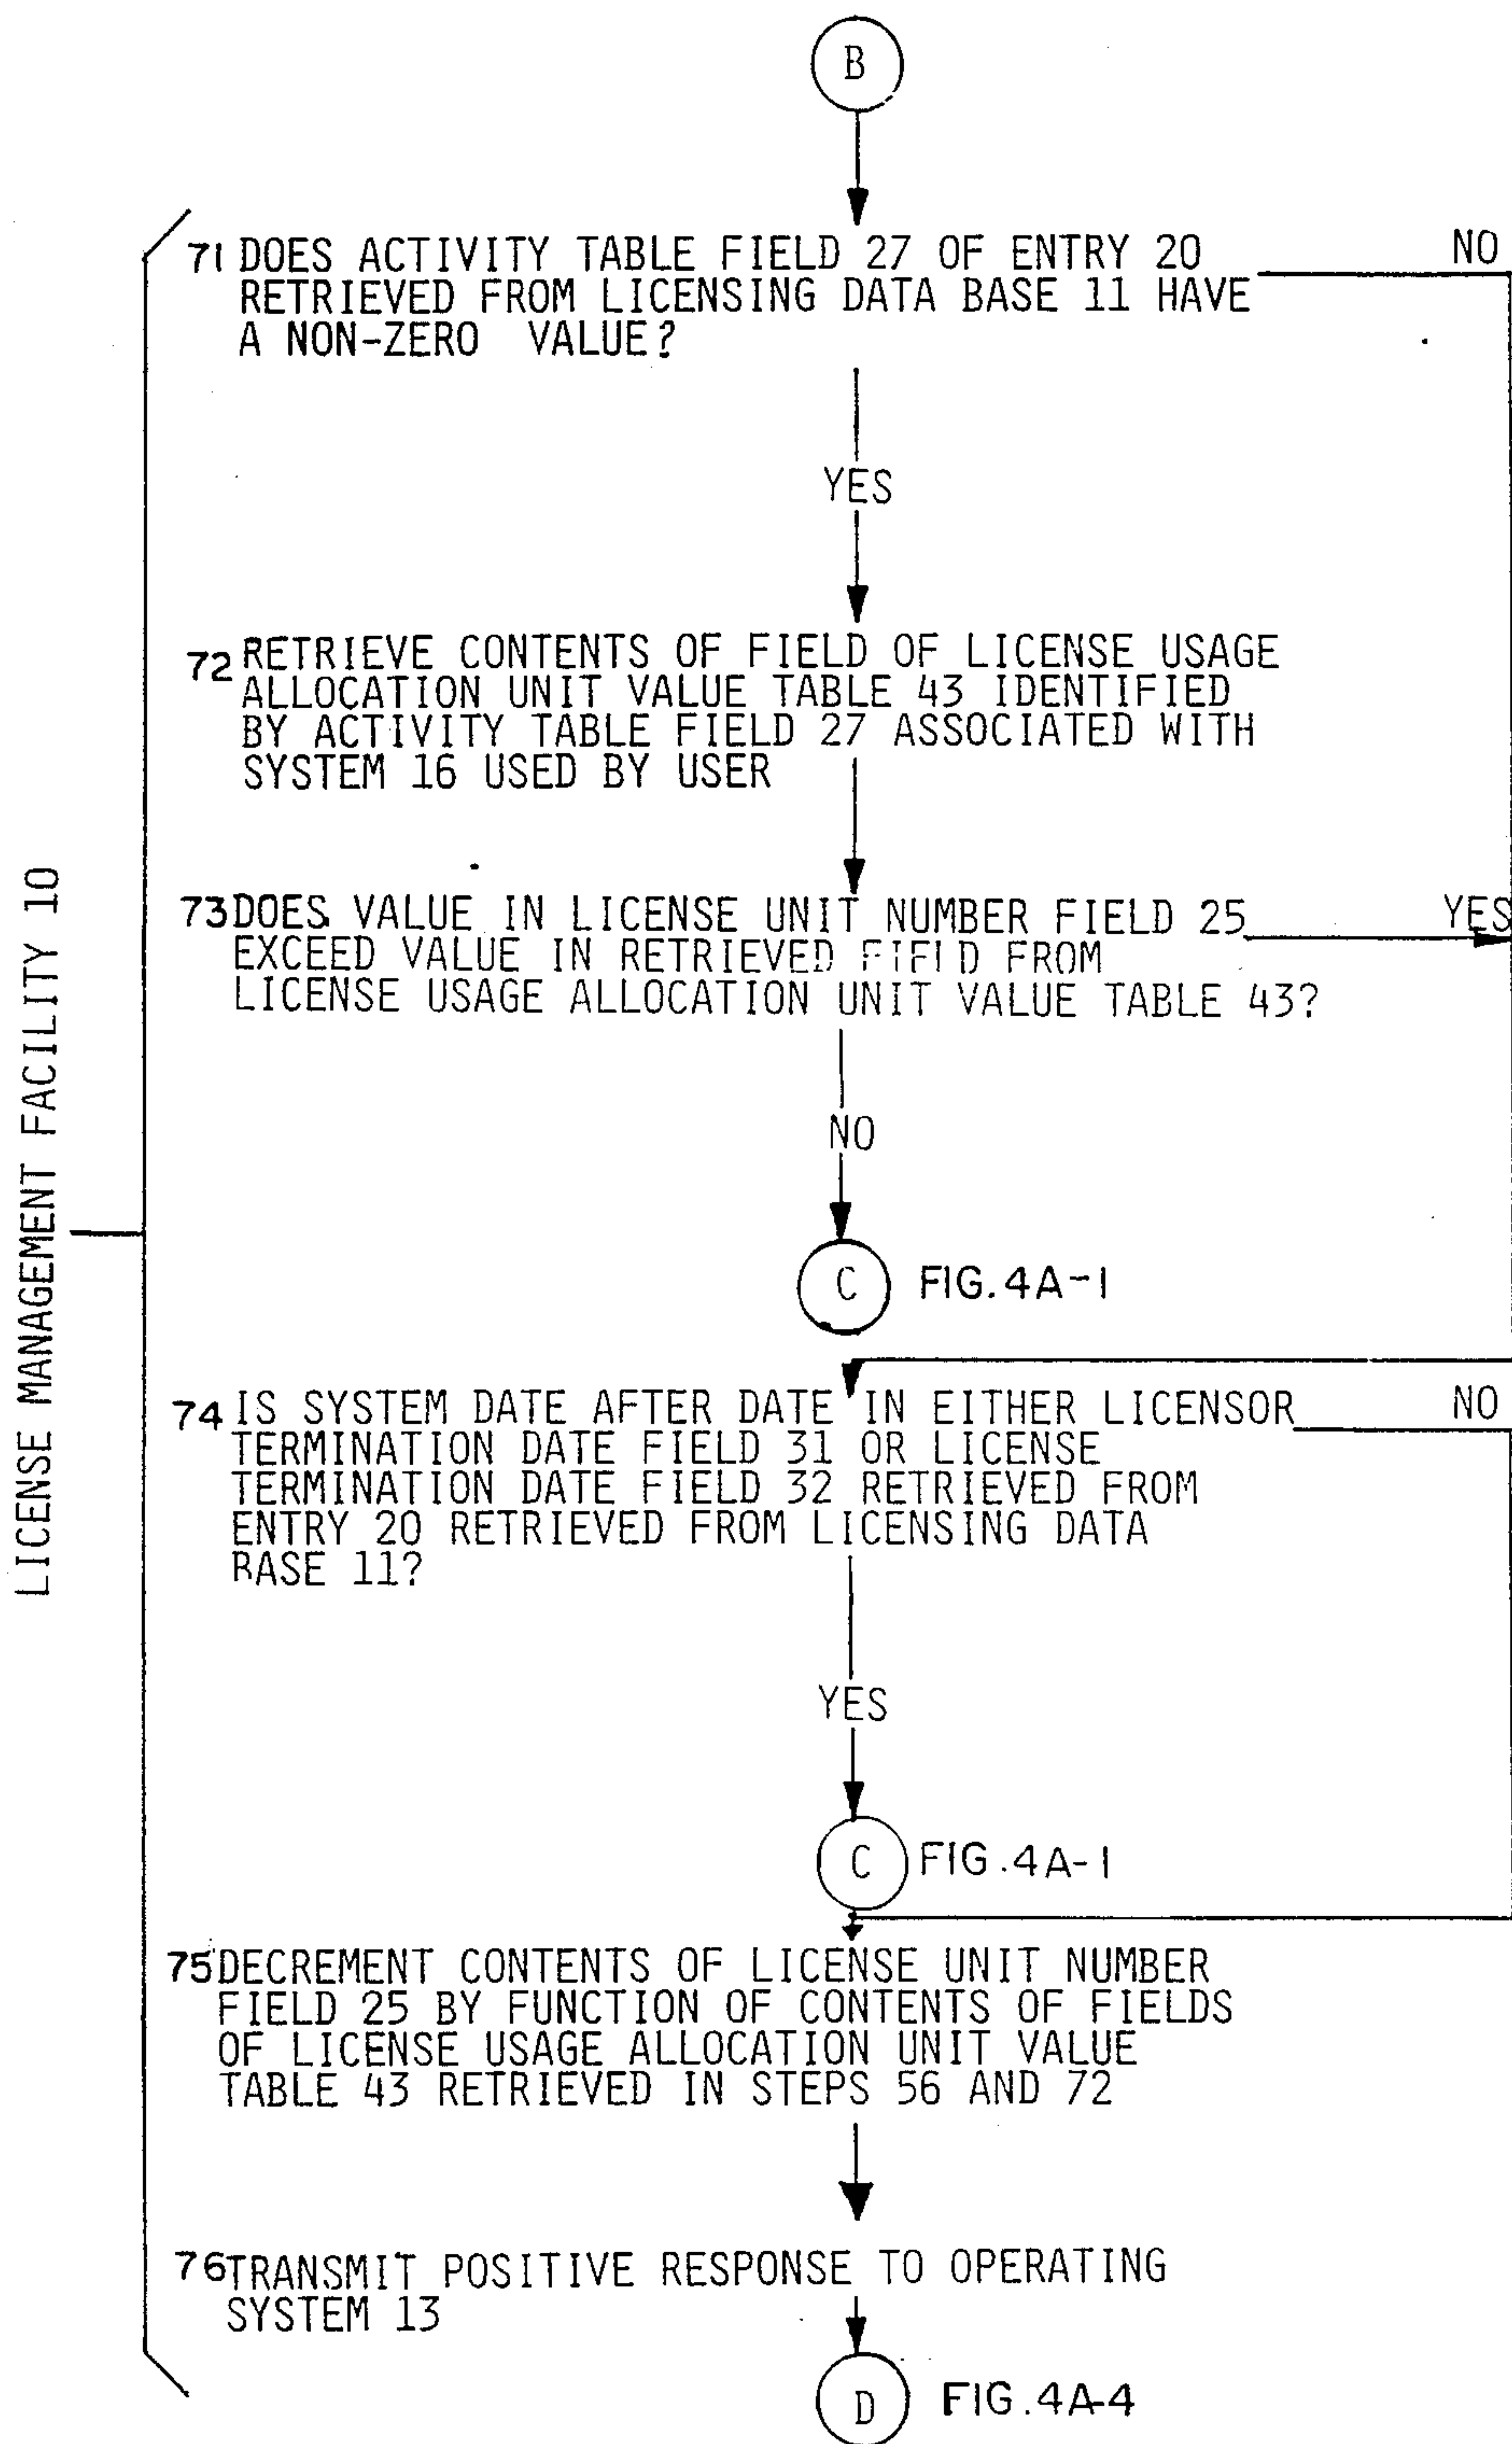 B
71 DOES ACTIVITY TABLE FIELD 27 OF ENTRY 20
RETRIEVED FROM LICENSING DATA BASE 11 HAVE
A NON-ZERO VALUE?
NO
YES
72 RETRIEVE CONTENTS OF FIELD OF LICENSE USAGE
ALLOCATION UNIT VALUE TABLE 43 IDENTIFIED
BY ACTIVITY TABLE FIELD 27 ASSOCIATED WITH
SYSTEM 16 USED BY USER
73 DOES VALUE IN LICENSE UNIT NUMBER FIELD 25
EXCEED VALUE IN RETRIEVED FIELD FROM
LICENSE USAGE ALLOCATION UNIT VALUE TABLE 43?
YES
NO
C FIG. 4A-1
LICENSE MANAGEMENT FACILITY 10
74 IS SYSTEM DATE AFTER DATE IN EITHER LICENSOR
TERMINATION DATE FIELD 31 OR LICENSE
TERMINATION DATE FIELD 32 RETRIEVED FROM
ENTRY 20 RETRIEVED FROM LICENSING DATA
BASE 11?
NO
YES
C FIG. 4A-1
75 DECREMENT CONTENTS OF LICENSE UNIT NUMBER
FIELD 25 BY FUNCTION OF CONTENTS OF FIELDS
OF LICENSE USAGE ALLOCATION UNIT VALUE
TABLE 43 RETRIEVED IN STEPS 56 AND 72
76 TRANSMIT POSITIVE RESPONSE TO OPERATING
SYSTEM 13
D FIG. 4A-4